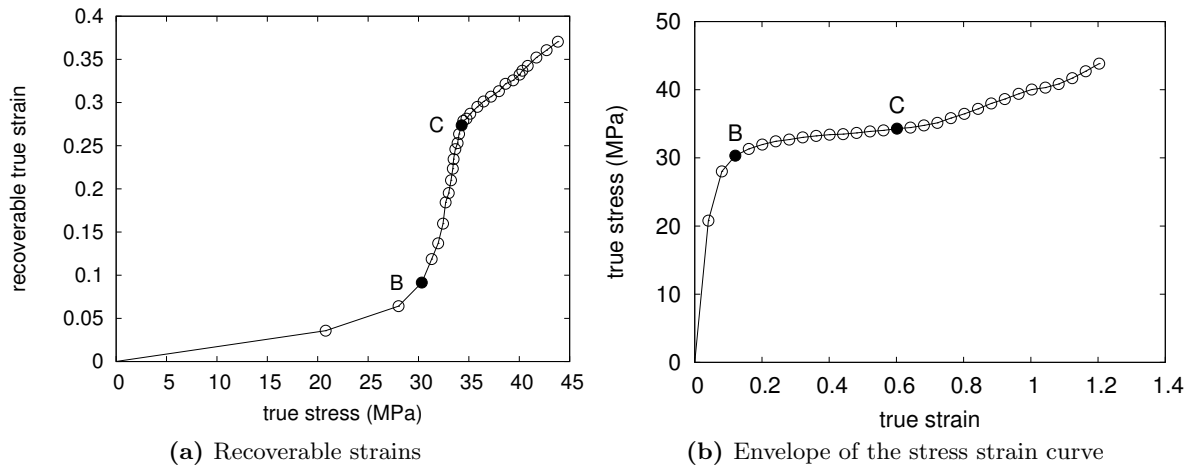 0.4
0.35
0.3
0.25
0.2
0.15
0.1
0.05
0
recoverable true strain
C
B
0 5 10 15 20 25 30 35 40 45
true stress (MPa)
(a) Recoverable strains
50
40
30
20
10
0
true stress (MPa)
B
C
0 0.2 0.4 0.6 0.8 1 1.2 1.4
true strain
(b) Envelope of the stress strain curve